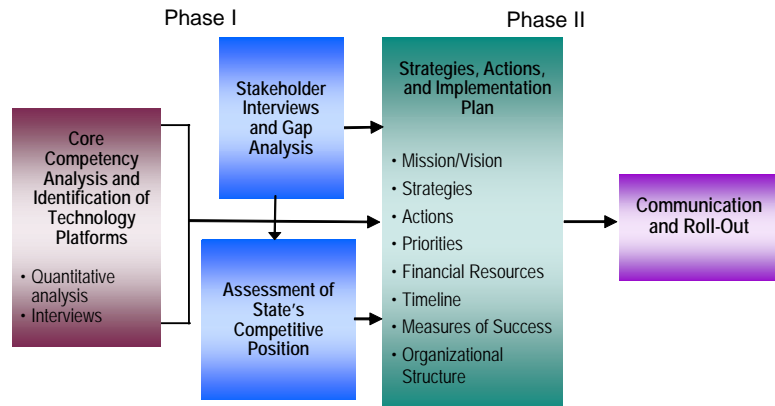 Phase I
Phase II
Core
Competency
Analysis and
Identification of
Technology
Platforms
• Quantitative
analysis
• Interviews
Stakeholder
Interviews
and Gap
Analysis
Assessment of
State's
Competitive
Position
Strategies, Actions,
and Implementation
Plan
• Mission/Vision
• Strategies
• Actions
• Priorities
• Financial Resources
• Timeline
• Measures of Success
• Organizational
Structure
Communication
and Roll-Out